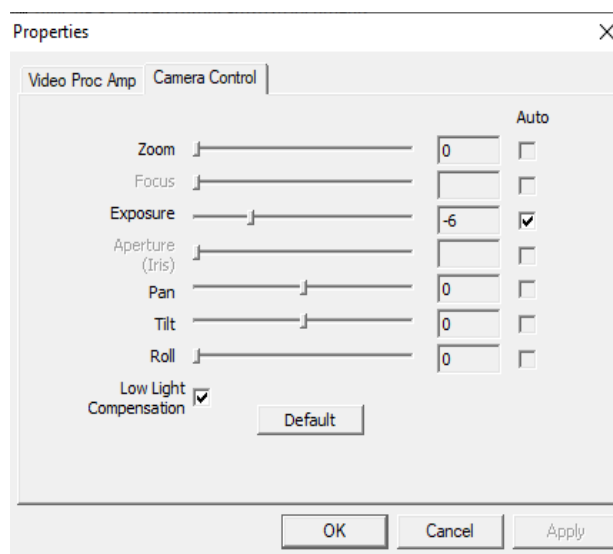 Properties
Video Proc Amp
Camera Control
Auto
Zoom 0
Focus
Exposure -6
Aperture
(Iris)
Pan 0
Tilt 0
Roll 0
Low Light
Compensation
Default
OK Cancel Apply